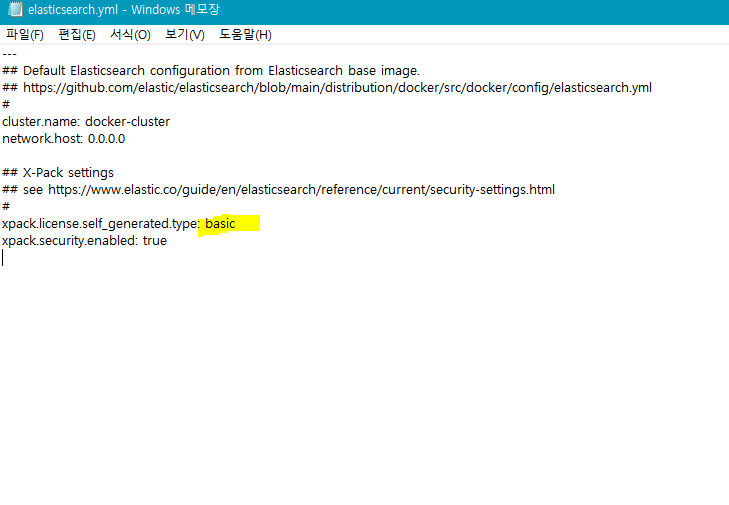 elasticsearch.yml - Windows 메모장
파일(F) 편집(E) 서식(O) 보기(V) 도움말(H)
---
## Default Elasticsearch configuration from Elasticsearch base image.
## https://github.com/elastic/elasticsearch/blob/main/distribution/docker/src/docker/config/elasticsearch.yml
#
cluster.name: docker-cluster
network.host: 0.0.0.0
## X-Pack settings
## see https://www.elastic.co/guide/en/elasticsearch/reference/current/security-settings.html
#
xpack.license.self_generated.type: basic
xpack.security.enabled: true